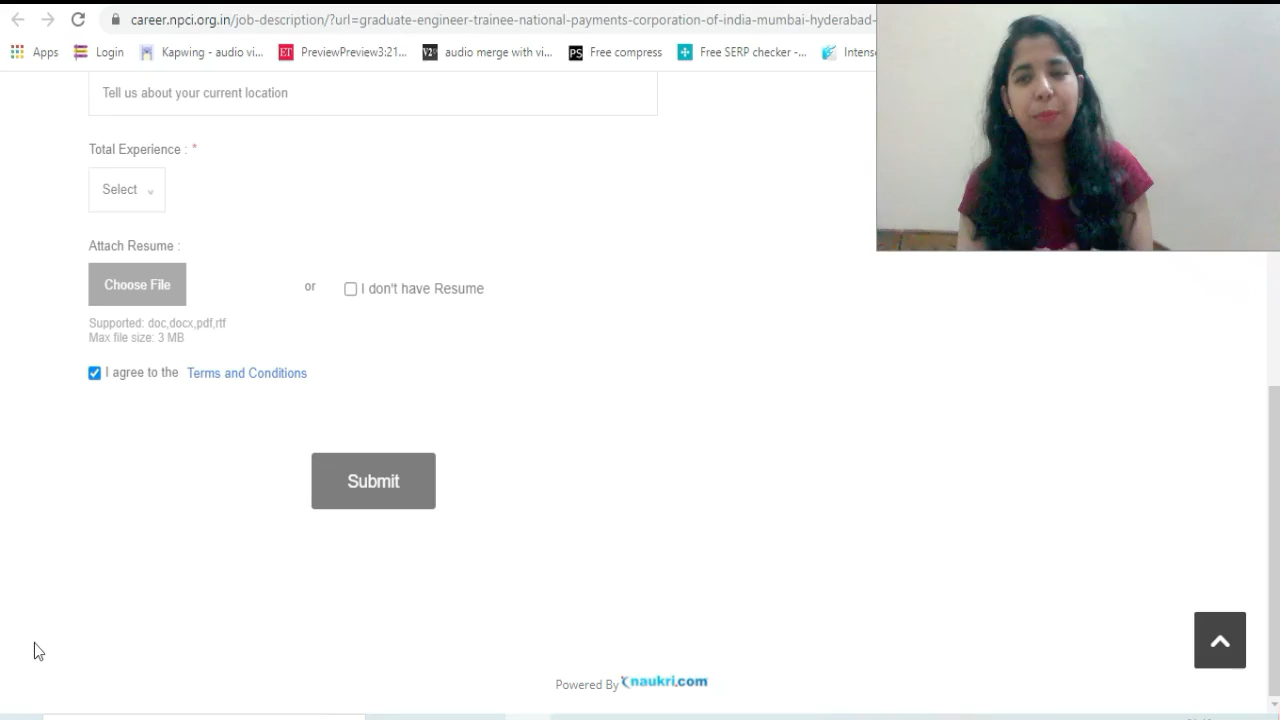 career.npci.org.in/job-description/?url=graduate-engineer-trainee-national-payments-corporation-of-india-mumbai-hyderabad-
Apps Login Kapwing - audio vi... ET PreviewPreview3:21... audio merge with vi... PS Free compress Free SERP checker -... Intense
Tell us about your current location
Total Experience : *
Select
Attach Resume :
Choose File or I don't have Resume
Supported: doc,docx,pdf,rtf
Max file size: 3 MB
I agree to the Terms and Conditions
Submit
Powered By naukri.com